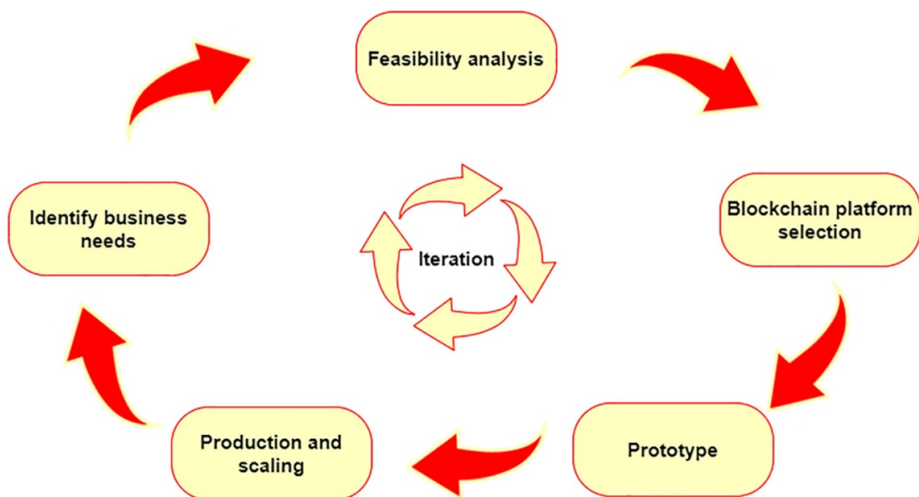 Feasibility analysis
Identify business
needs
Blockchain platform
selection
Iteration
Production and
scaling
Prototype